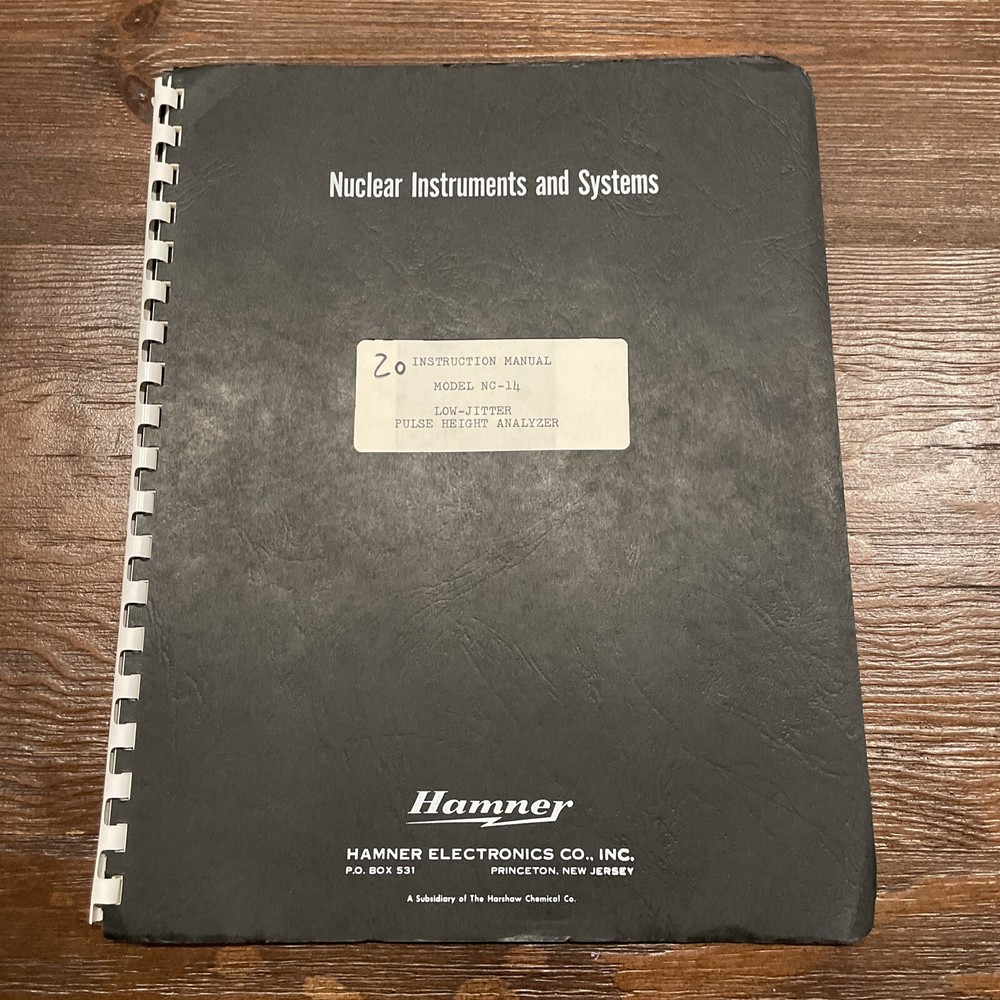 Nuclear Instruments and Systems
20 INSTRUCTION MANUAL
MODEL NC-14
LOW-JITTER
PULSE HEIGHT ANALYZER
Hamner
HAMNER ELECTRONICS CO., INC.
P.O. BOX 531 PRINCETON, NEW JERSEY
A Subsidiary of The Harshaw Chemical Co.